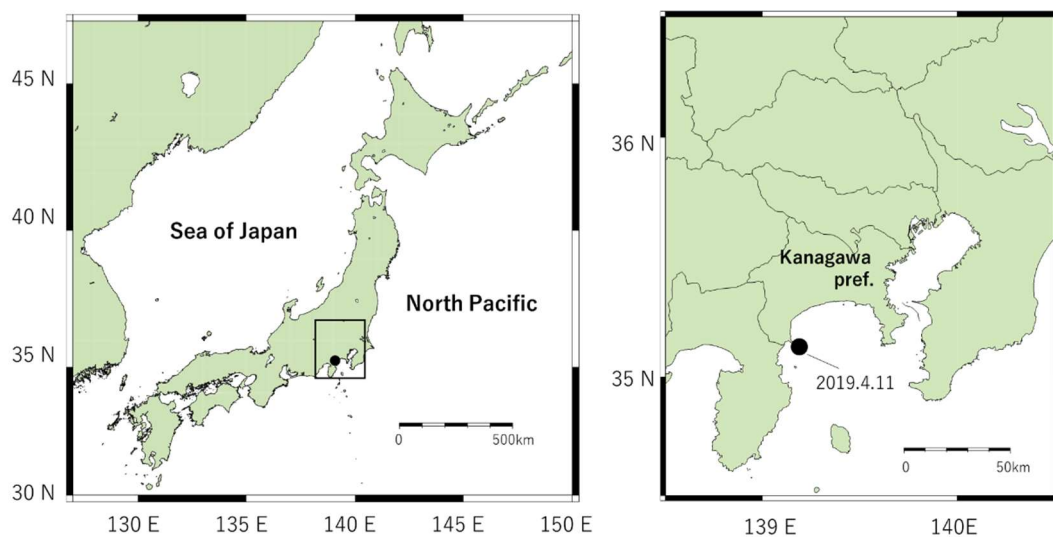 45 N
40 N
35 N
30 N
Sea of Japan
North Pacific
0 500km
130 E 135 E 140 E 145 E 150 E
36 N
35 N
Kanagawa
pref.
2019.4.11
0 50km
139 E 140E